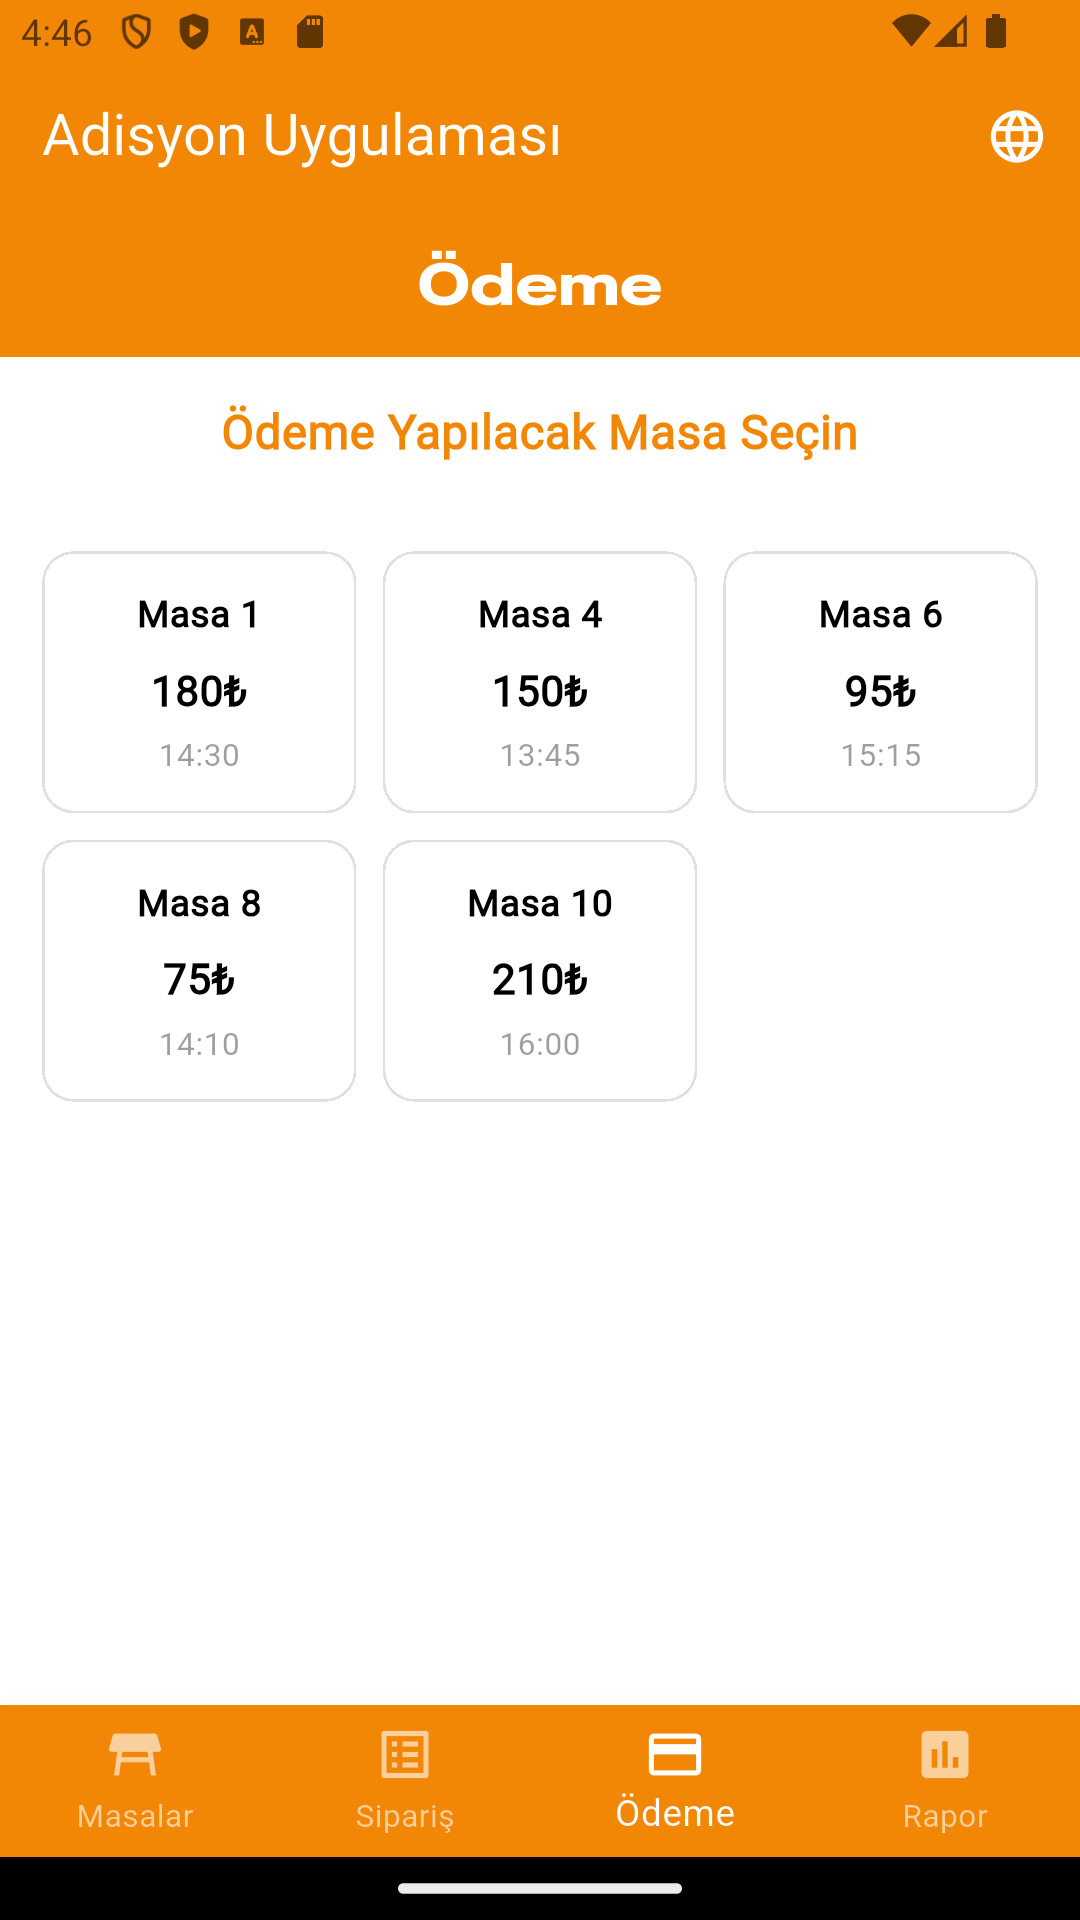 4:46
Adisyon Uygulaması
Ödeme
Ödeme Yapılacak Masa Seçin
Masa 1
180₺
14:30
Masa 4
150₺
13:45
Masa 6
95₺
15:15
Masa 8
75₺
14:10
Masa 10
210₺
16:00
Masalar
Sipariş
Ödeme
Rapor